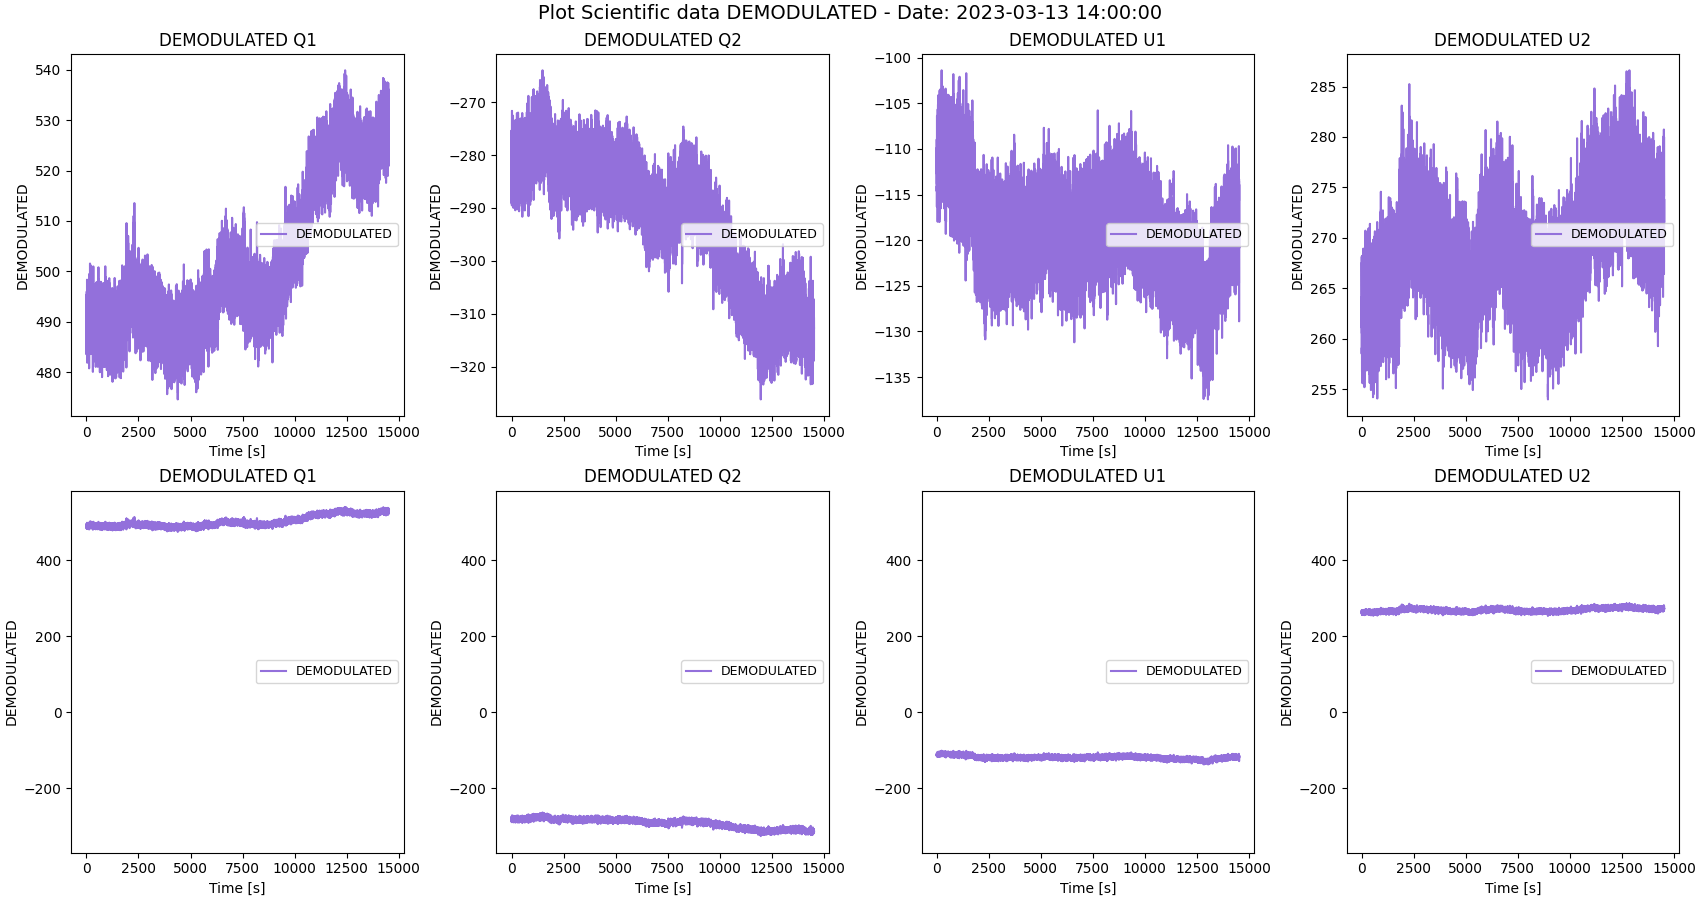 Plot Scientific data DEMODULATED - Date: 2023-03-13 14:00:00
DEMODULATED Q1
DEMODULATED Q2
DEMODULATED U1
DEMODULATED U2
DEMODULATED
540
530
520
510
500
490
480
DEMODULATED
0 2500 5000 7500 10000 12500 15000
Time [s]
DEMODULATED
−270
−280
−290
−300
−310
−320
DEMODULATED
0 2500 5000 7500 10000 12500 15000
Time [s]
DEMODULATED
−100
−105
−110
−115
−120
−125
−130
−135
DEMODULATED
0 2500 5000 7500 10000 12500 15000
Time [s]
DEMODULATED
285
280
275
270
265
260
255
DEMODULATED
0 2500 5000 7500 10000 12500 15000
Time [s]
DEMODULATED Q1
DEMODULATED Q2
DEMODULATED U1
DEMODULATED U2
DEMODULATED
400
200
0
−200
DEMODULATED
0 2500 5000 7500 10000 12500 15000
Time [s]
DEMODULATED
400
200
0
−200
DEMODULATED
0 2500 5000 7500 10000 12500 15000
Time [s]
DEMODULATED
400
200
0
−200
DEMODULATED
0 2500 5000 7500 10000 12500 15000
Time [s]
DEMODULATED
400
200
0
−200
DEMODULATED
0 2500 5000 7500 10000 12500 15000
Time [s]